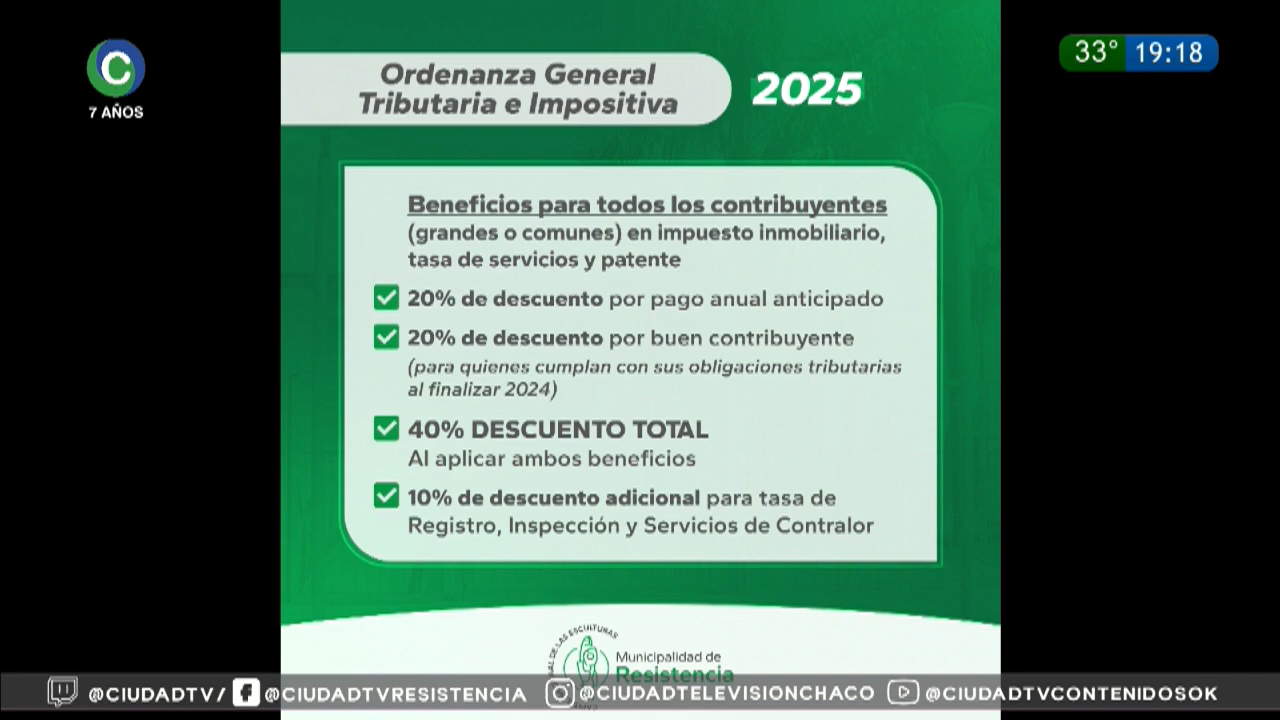 C
7 AÑOS
33° 19:18
Ordenanza General
Tributaria e Impositiva
2025
Beneficios para todos los contribuyentes
(grandes o comunes) en impuesto inmobiliario,
tasa de servicios y patente
20% de descuento por pago anual anticipado
20% de descuento por buen contribuyente
(para quienes cumplan con sus obligaciones tributarias
al finalizar 2024)
40% DESCUENTO TOTAL
Al aplicar ambos beneficios
10% de descuento adicional para tasa de
Registro, Inspección y Servicios de Contralor
DE LAS ESCULTURAS
Municipalidad de
Resistencia
@CIUDADTV / @CIUDADTVRESISTENCIA @CIUDADTELEVISIONCHACO @CIUDADTVCONTENIDOSOK